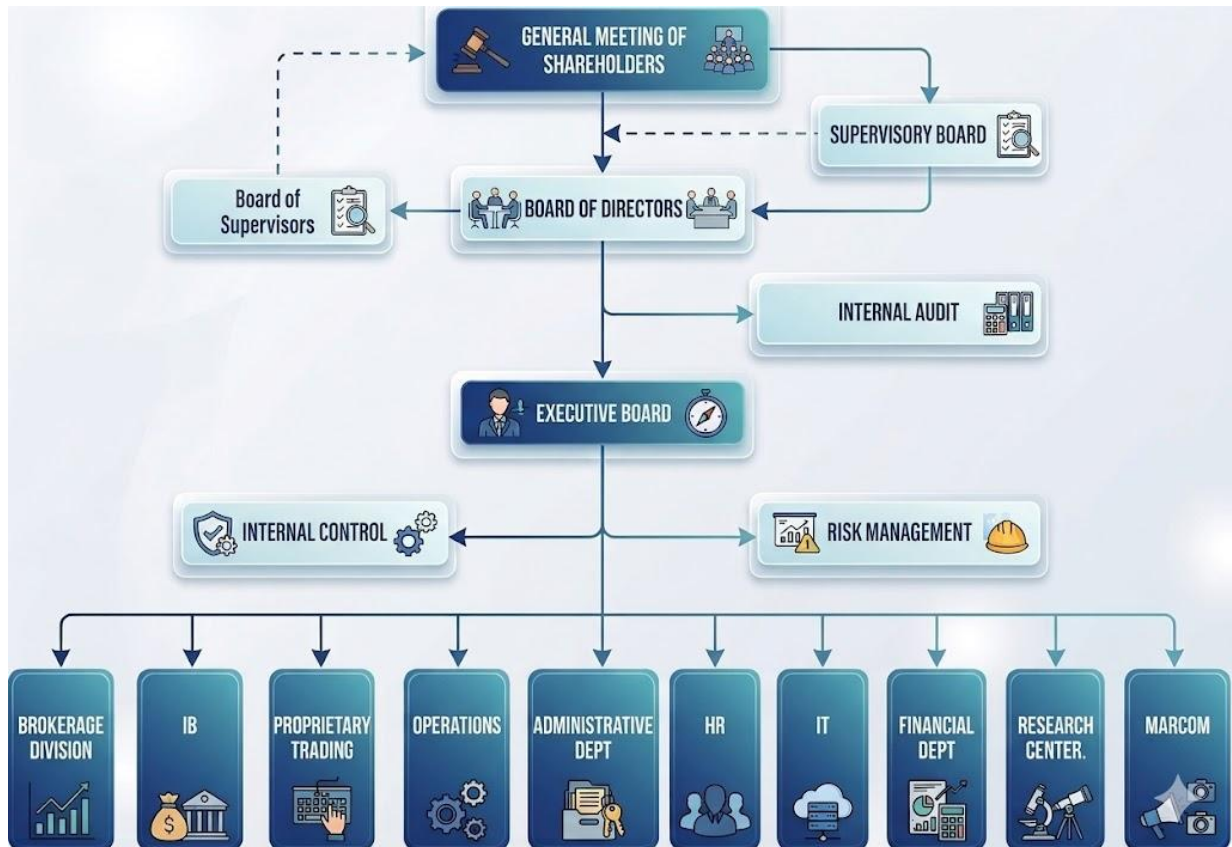 GENERAL MEETING OF
SHAREHOLDERS
SUPERVISORY BOARD
Board of
Supervisors
BOARD OF DIRECTORS
INTERNAL AUDIT
EXECUTIVE BOARD
INTERNAL CONTROL
RISK MANAGEMENT
BROKERAGE
DIVISION
IB
PROPRIETARY
TRADING
OPERATIONS
ADMINISTRATIVE
DEPT
HR
IT
FINANCIAL
DEPT
RESEARCH
CENTER.
MARCOM